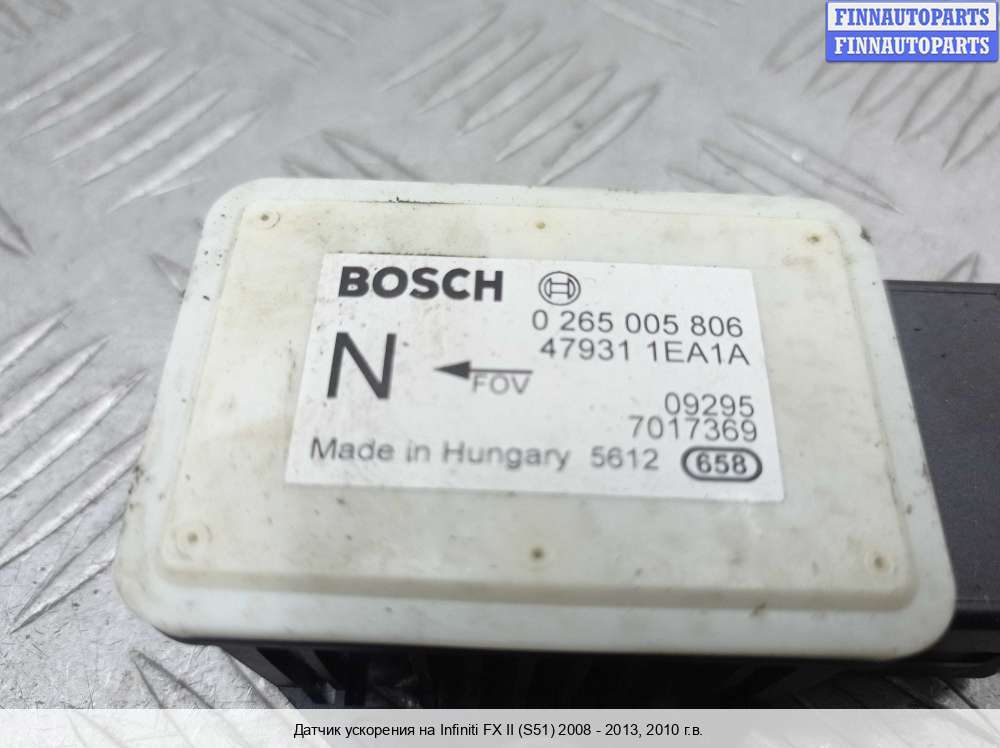 FINNAUTOPARTS
FINNAUTOPARTS
BOSCH
0 265 005 806
47931 1EA1A
N
FOV
09295
7017369
Made in Hungary 5612 658
Датчик ускорения на Infiniti FX II (S51) 2008 - 2013, 2010 г.в.